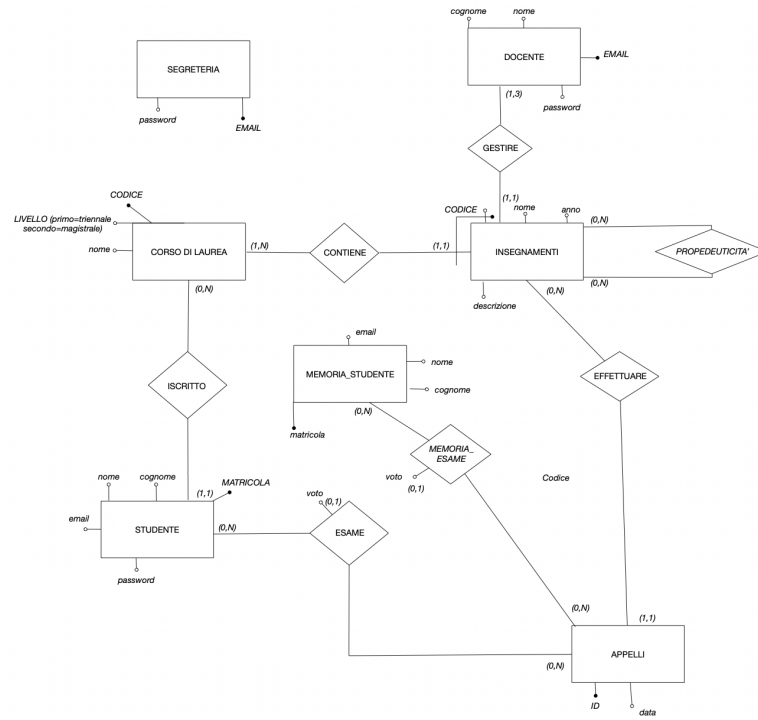 cognome
nome
DOCENTE
EMAIL
password
SEGRETERIA
password
EMAIL
(1,3)
GESTIRE
(1,1)
CODICE
nome
anno
(0,N)
INSEGNAMENTI
PROPEDEUTICITA'
(0,N)
(0,N)
descrizione
CODICE
LIVELLO (primo=triennale
secondo=magistrale)
nome
CORSO DI LAUREA
(1,N)
CONTIENE
(1,1)
(0,N)
ISCRITTO
email
MEMORIA_STUDENTE
nome
cognome
(0,N)
matricola
EFFETTUARE
MEMORIA_
ESAME
voto
(0,1)
Codice
nome
cognome
(1,1)
MATRICOLA
email
STUDENTE
(0,N)
password
voto
(0,1)
ESAME
(0,N)
(1,1)
APPELLI
(0,N)
ID
data